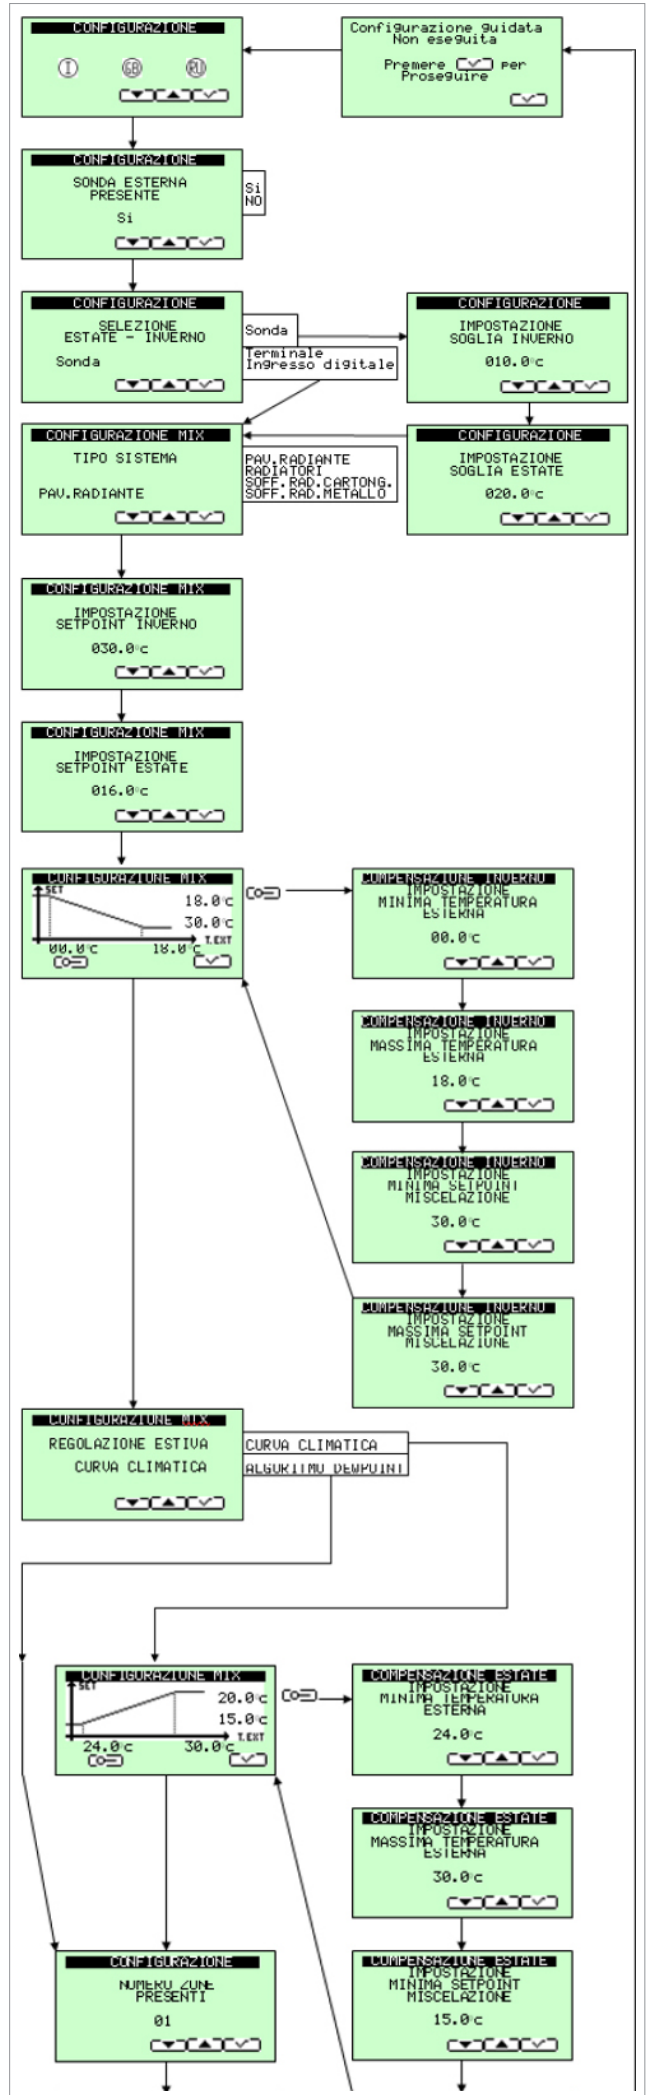 CONFIGURAZIONE
I GB RU
Configurazione guidata
Non eseguita
Premere per
Proseguire
CONFIGURAZIONE
SONDA ESTERNA
PRESENTE
Si
Si
NO
CONFIGURAZIONE
SELEZIONE
ESTATE - INVERNO
Sonda
Sonda
Terminale
Ingresso digitale
CONFIGURAZIONE
IMPOSTAZIONE
SOGLIA INVERNO
010.0°c
CONFIGURAZIONE MIX
TIPO SISTEMA
PAV.RADIANTE
PAV.RADIANTE
RADIATORI
SOFF.RAD.CARTONG.
SOFF.RAD.METALLO
CONFIGURAZIONE
IMPOSTAZIONE
SOGLIA ESTATE
020.0°c
CONFIGURAZIONE MIX
IMPOSTAZIONE
SETPOINT INVERNO
030.0°c
CONFIGURAZIONE MIX
IMPOSTAZIONE
SETPOINT ESTATE
016.0°c
CONFIGURAZIONE MIX
SET
18.0°c
30.0°c
T.EXT
00.0°c 18.0°c
COMPENSAZIONE INVERNO
IMPOSTAZIONE
MINIMA TEMPERATURA
ESTERNA
00.0°c
COMPENSAZIONE INVERNO
IMPOSTAZIONE
MASSIMA TEMPERATURA
ESTERNA
18.0°c
COMPENSAZIONE INVERNO
IMPOSTAZIONE
MINIMA SETPOINT
MISCELAZIONE
30.0°c
COMPENSAZIONE INVERNO
IMPOSTAZIONE
MASSIMA SETPOINT
MISCELAZIONE
30.0°c
CONFIGURAZIONE MIX
REGOLAZIONE ESTIVA
CURVA CLIMATICA
CURVA CLIMATICA
ALGORITMO DEWPOINT
CONFIGURAZIONE MIX
SET
20.0°c
15.0°c
T.EXT
24.0°c 30.0°c
COMPENSAZIONE ESTATE
IMPOSTAZIONE
MINIMA TEMPERATURA
ESTERNA
24.0°c
COMPENSAZIONE ESTATE
IMPOSTAZIONE
MASSIMA TEMPERATURA
ESTERNA
30.0°c
CONFIGURAZIONE
NUMERO ZONE
PRESENTI
01
COMPENSAZIONE ESTATE
IMPOSTAZIONE
MINIMA SETPOINT
MISCELAZIONE
15.0°c